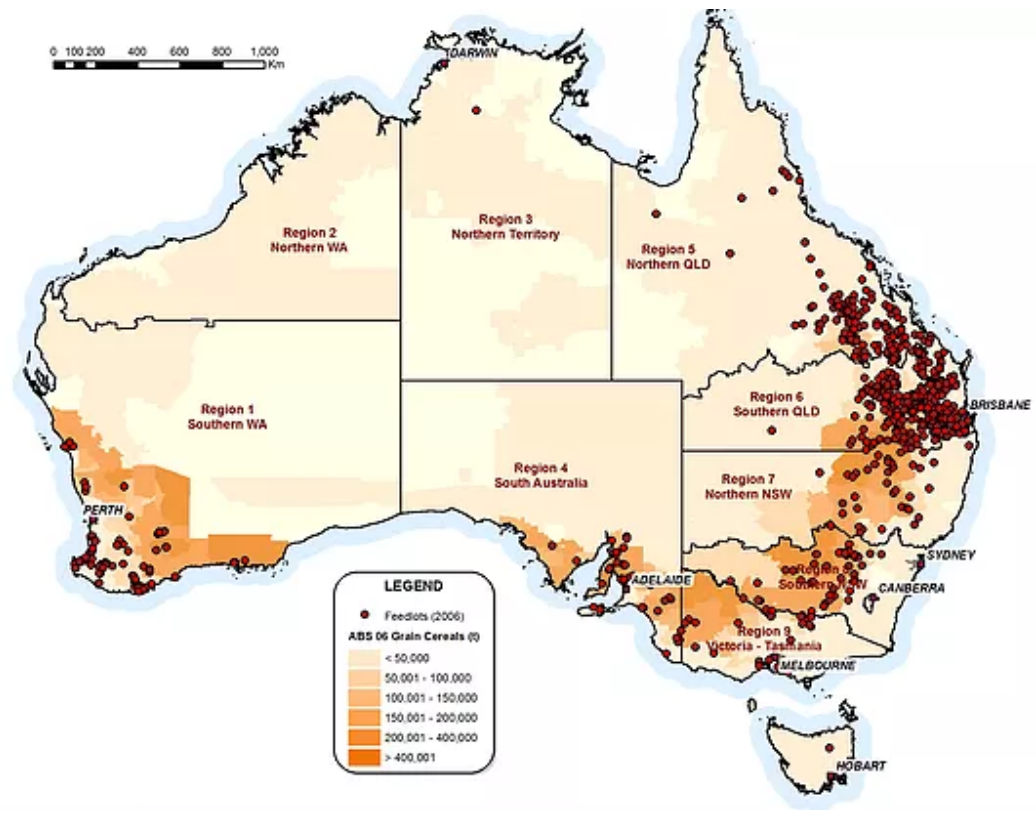 0 100 200 400 600 800 1,000
Km
DARWIN
Region 2
Northern WA
Region 3
Northern Territory
Region 5
Northern QLD
Region 1
Southern WA
Region 6
Southern QLD
BRISBANE
Region 4
South Australia
Region 7
Northern NSW
PERTH
SYDNEY
Region 8
Southern NSW
CANBERRA
ADELAIDE
Region 9
Victoria - Tasmania
MELBOURNE
HOBART
LEGEND
Feedlots (2006)
ABS 06 Grain Cereals (t)
< 50,000
50,001 - 100,000
100,001 - 150,000
150,001 - 200,000
200,001 - 400,000
> 400,001